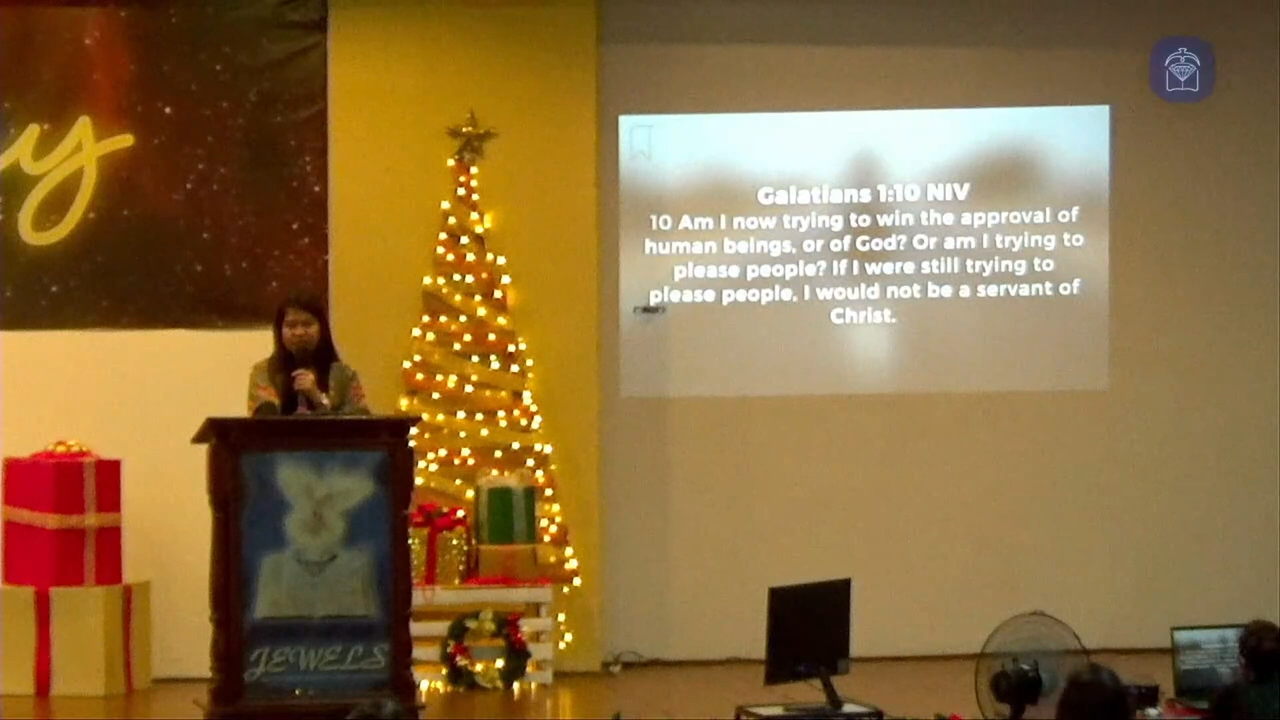 y
Galatians 1:10 NIV
10 Am I now trying to win the approval of
human beings, or of God? Or am I trying to
please people? If I were still trying to
please people, I would not be a servant of
Christ.
JEWELS